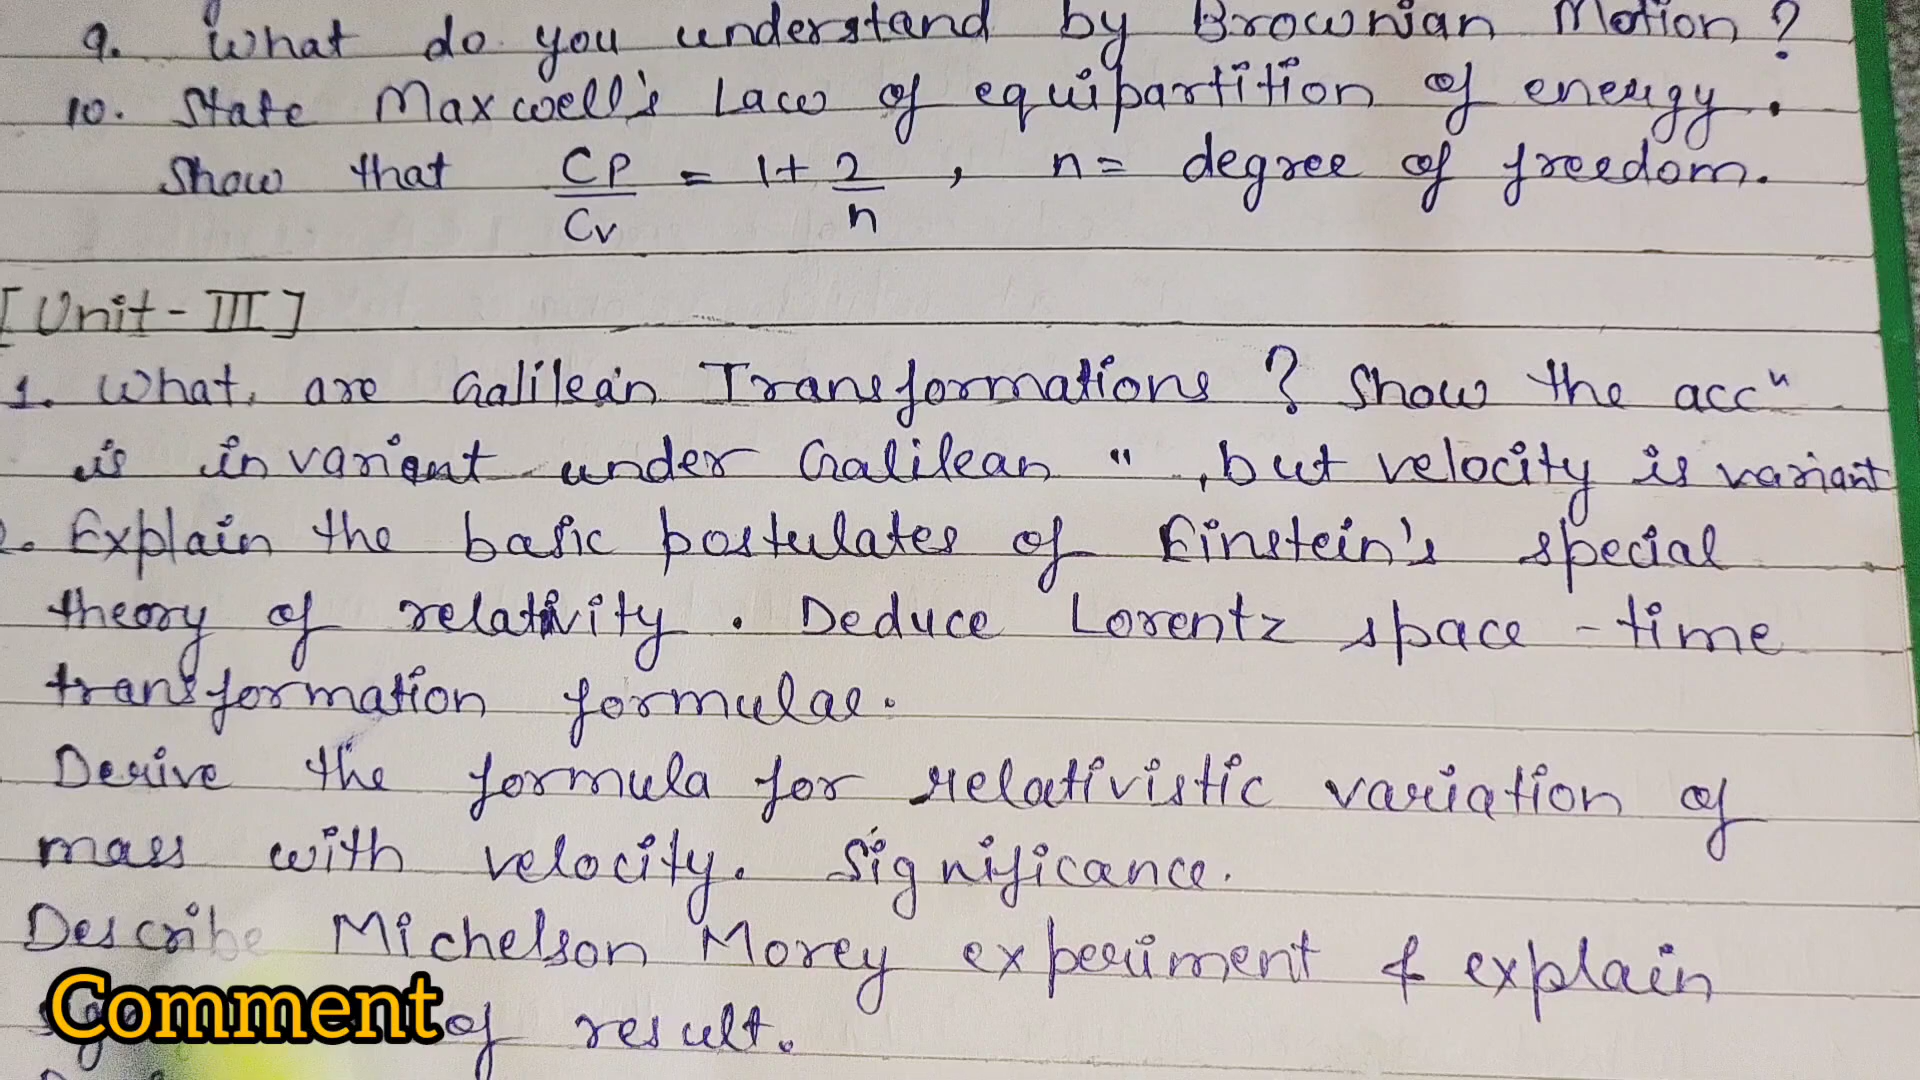 9. What do you understand by Brownian Motion ?
10. State Maxwell's Law of equipartition of energy.
Show that CP/Cv = 1+ 2/n , n= degree of freedom.
[Unit-III]
1. What are Galilean Transformations ? Show the accⁿ
is invariant under Galilean " , but velocity is variant
2. Explain the basic postulates of Einstein's special
theory of relativity. Deduce Lorentz space-time
transformation formulae.
Derive the formula for relativistic variation of
mass with velocity. Significance.
Describe Michelson Morey experiment & explain
Comment of result.